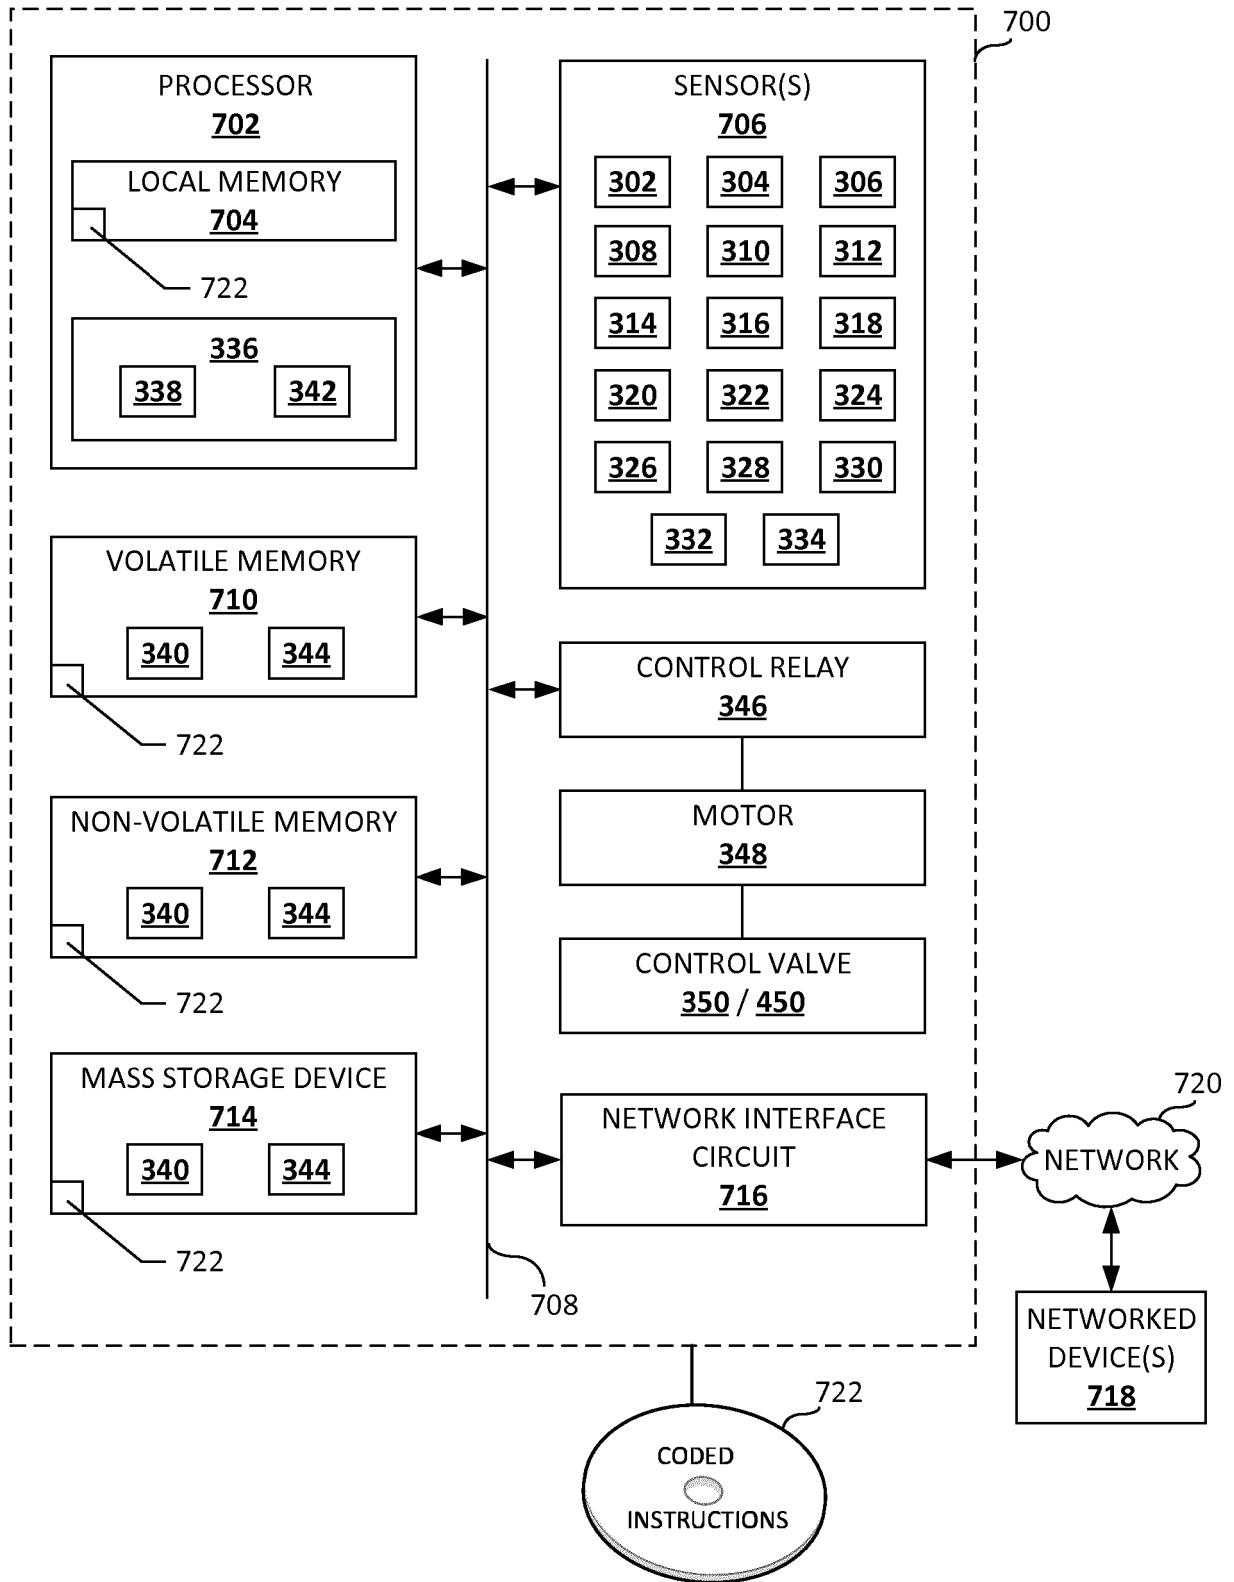 700
PROCESSOR
702
LOCAL MEMORY
704
722
336
338 342
SENSOR(S)
706
302 304 306
308 310 312
314 316 318
320 322 324
326 328 330
332 334
VOLATILE MEMORY
710
340 344
722
CONTROL RELAY
346
MOTOR
348
NON-VOLATILE MEMORY
712
340 344
722
CONTROL VALVE
350 / 450
MASS STORAGE DEVICE
714
340 344
722
NETWORK INTERFACE
CIRCUIT
716
708
720
NETWORK
NETWORKED
DEVICE(S)
718
722
CODED
INSTRUCTIONS